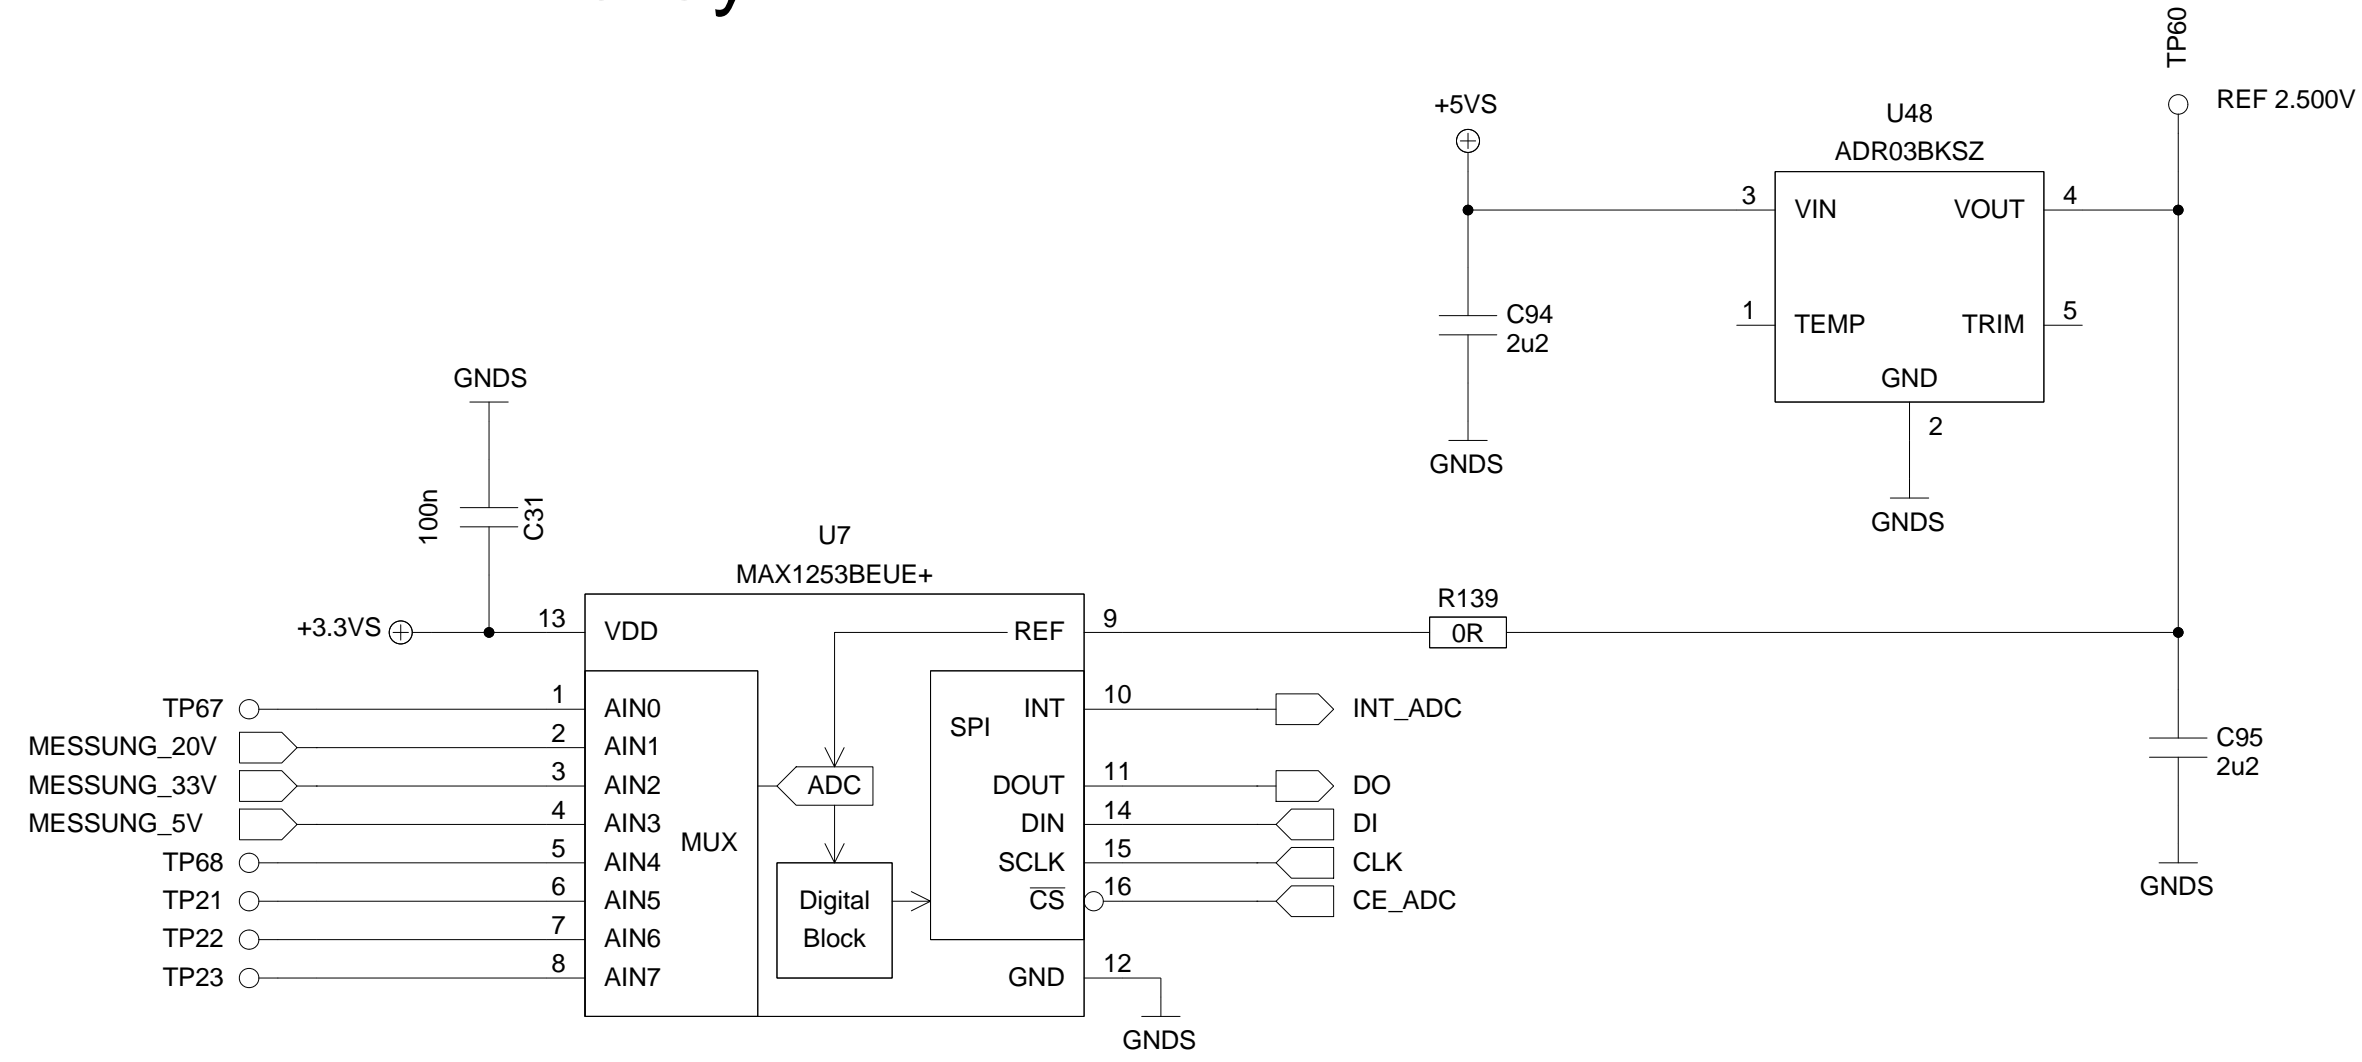 TP60
REF 2.500V
+5VS
U48
ADR03BKSZ
3 VIN VOUT 4
1 TEMP TRIM 5
GND
2
GNDS
C94
2u2
GNDS
GNDS
100n
C31
U7
MAX1253BEUE+
+3.3VS 13 VDD REF 9
R139
0R
TP67 1 AIN0 INT 10 INT_ADC
SPI
MESSUNG_20V 2 AIN1
MESSUNG_33V 3 AIN2 ADC DOUT 11 DO
MESSUNG_5V 4 AIN3 DIN 14 DI
MUX
TP68 5 AIN4 SCLK 15 CLK
TP21 6 AIN5 Digital CS 16 CE_ADC
TP22 7 AIN6 Block
TP23 8 AIN7 GND 12
GNDS
C95
2u2
GNDS